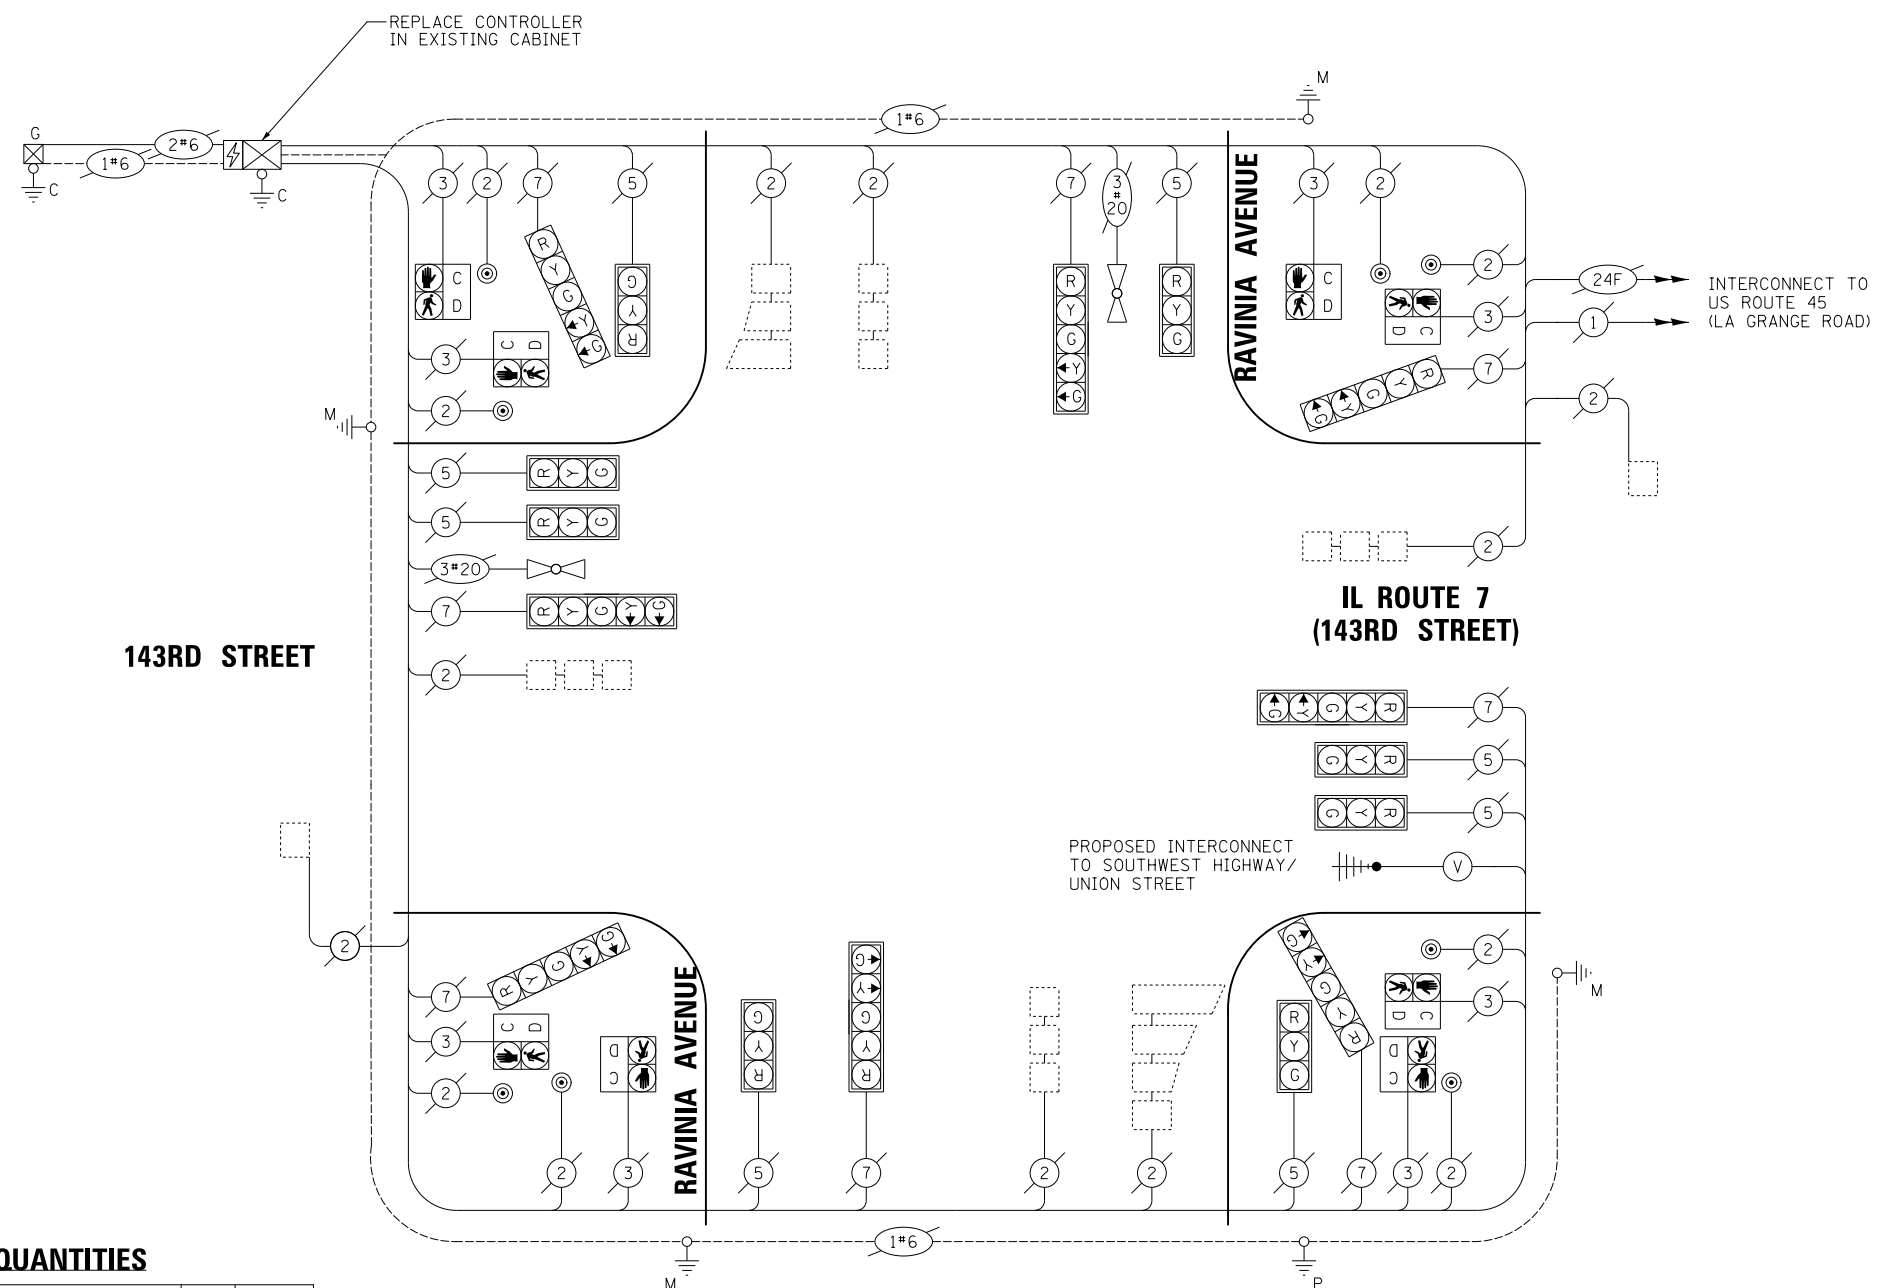 REPLACE CONTROLLER
IN EXISTING CABINET
M
1#6
G
2#6
1#6
C
C
3
2
7
5
2
2
7
3
#
20
5
3
2
RAVINIA AVENUE
C
D
R
Y
G
Y
G
G
Y
R
R
Y
G
Y
G
R
Y
G
C
D
2
24F
INTERCONNECT TO
US ROUTE 45
(LA GRANGE ROAD)
3
D C
1
3
C D
7
R Y G Y G
2
M
2
5
R Y G
5
R Y G
3#20
2
7
R Y G Y G
IL ROUTE 7
(143RD STREET)
143RD STREET
2
G Y G Y R
7
G Y R
5
G Y R
5
PROPOSED INTERCONNECT
TO SOUTHWEST HIGHWAY/
UNION STREET
V
2
R Y G Y G
7
3
C D
D
C
2
RAVINIA AVENUE
G
Y
R
G
Y
G
Y
R
G
Y
G
Y
R
R
Y
G
2
D C
3
D
C
M
2
3
5
7
2
2
5
7
3
2
1#6
M
P
QUANTITIES